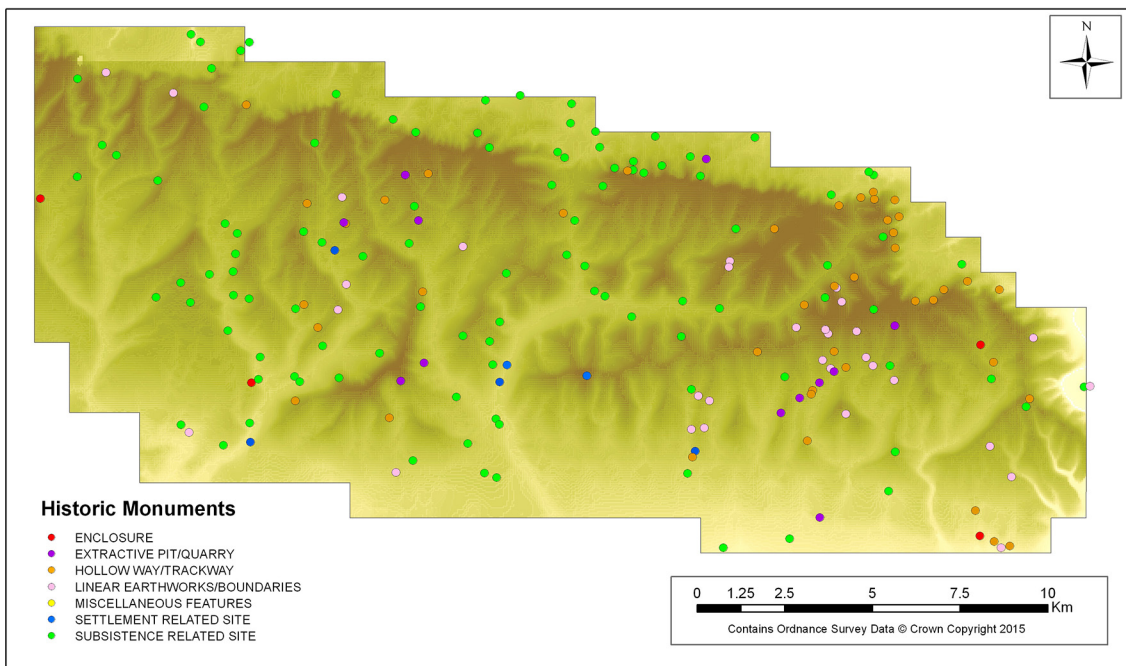 N
Historic Monuments
ENCLOSURE
EXTRACTIVE PIT/QUARRY
HOLLOW WAY/TRACKWAY
LINEAR EARTHWORKS/BOUNDARIES
MISCELLANEOUS FEATURES
SETTLEMENT RELATED SITE
SUBSISTENCE RELATED SITE
0 1.25 2.5 5 7.5 10
Km
Contains Ordnance Survey Data © Crown Copyright 2015